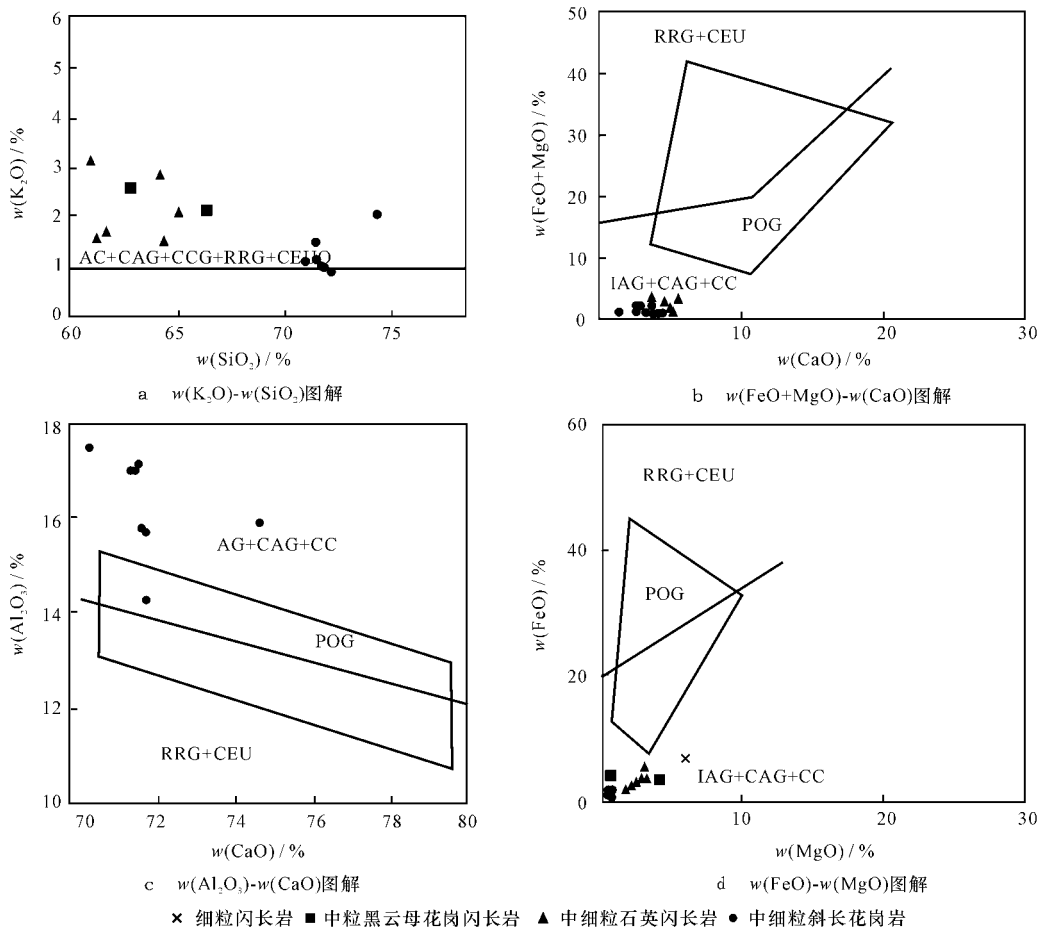 6
5
4
3
2
1
0
w(K₂O) / %
AC+CAG+CCG+RRG+CEUO
60 65 70 75
w(SiO₂) / %
a w(K₂O)-w(SiO₂)图解
50
40
30
20
10
0
w(FeO+MgO) / %
RRG+CEU
POG
IAG+CAG+CC
10 20 30
w(CaO) / %
b w(FeO+MgO)-w(CaO)图解
18
16
14
12
10
w(Al₂O₃) / %
AG+CAG+CC
POG
RRG+CEU
70 72 74 76 78 80
w(CaO) / %
c w(Al₂O₃)-w(CaO)图解
60
40
20
0
w(FeO) / %
RRG+CEU
POG
IAG+CAG+CC
10 20 30
w(MgO) / %
d w(FeO)-w(MgO)图解
× 细粒闪长岩 ■ 中粒黑云母花岗闪长岩 ▲ 中细粒石英闪长岩 ● 中细粒斜长花岗岩